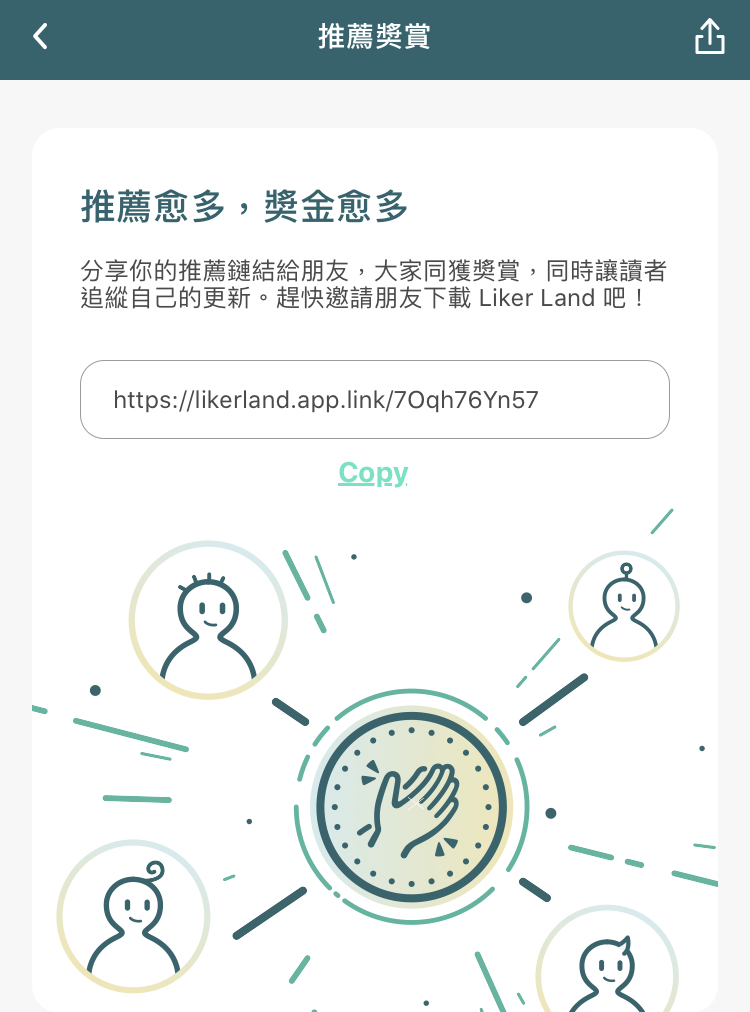 推薦獎賞
推薦愈多，獎金愈多
分享你的推薦鏈結給朋友，大家同獲獎賞，同時讓讀者
追縱自己的更新。趕快邀請朋友下載 Liker Land 吧！
https://likerland.app.link/7Oqh76Yn57
Copy